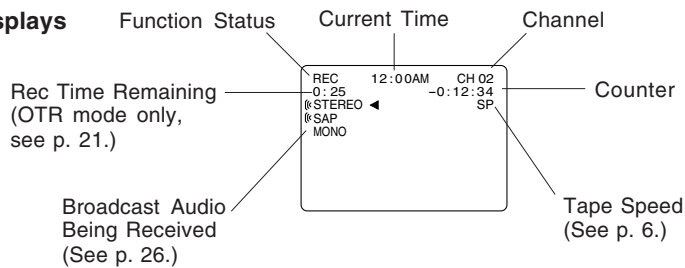 splays
Function Status
Current Time
Channel
REC 12:00AM CH 02
0:25 -0:12:34
STEREO ◄ SP
SAP
MONO
Rec Time Remaining
(OTR mode only,
see p. 21.)
Counter
Broadcast Audio
Being Received
(See p. 26.)
Tape Speed
(See p. 6.)